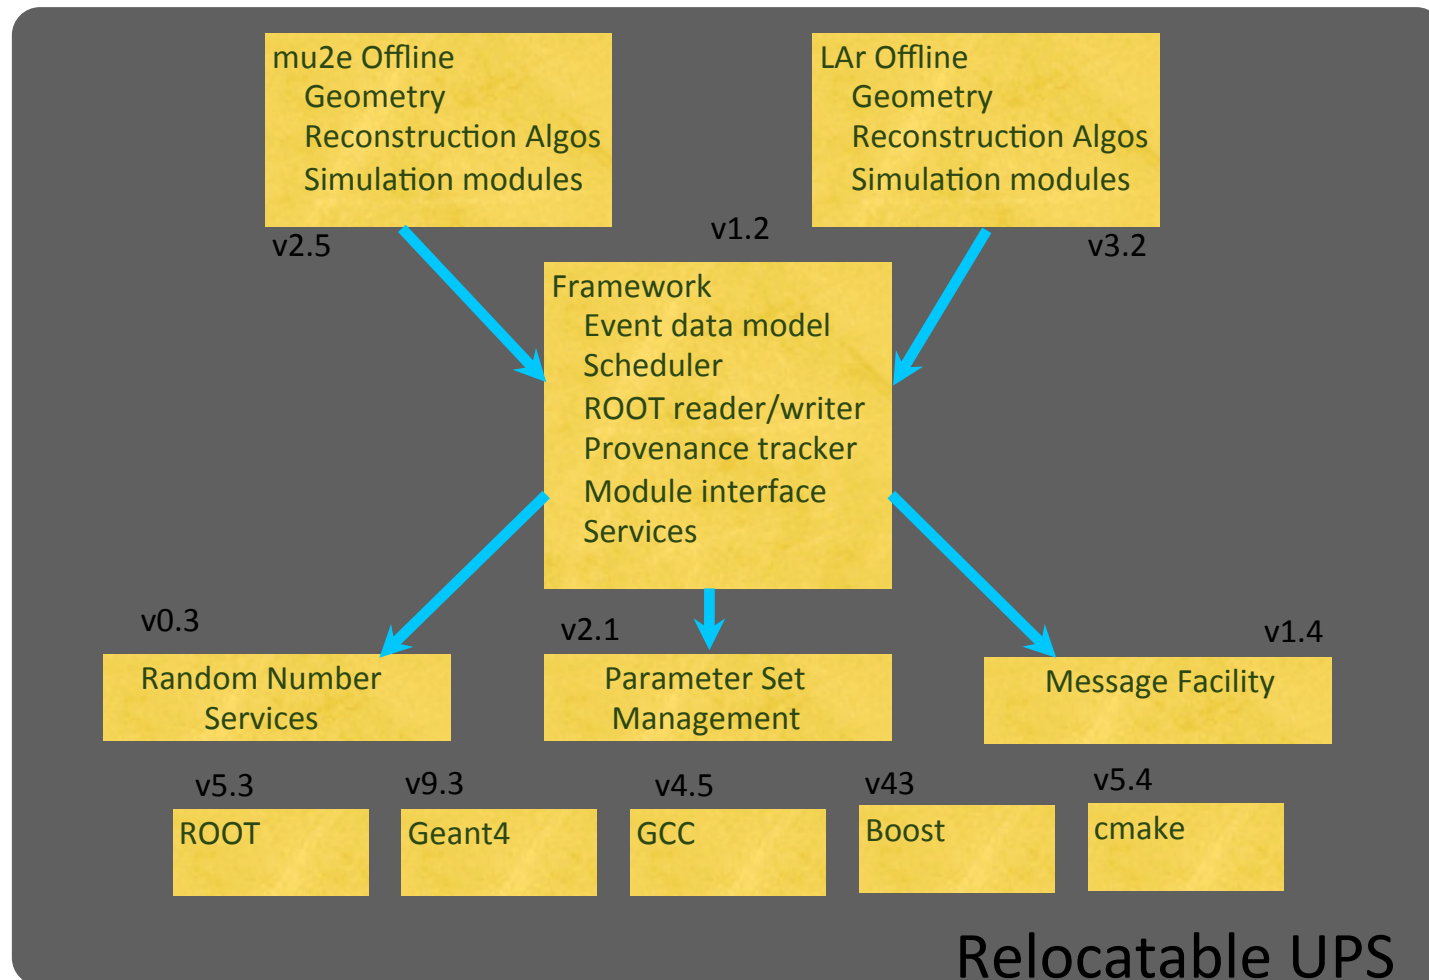 mu2e Offline
Geometry
Reconstruction Algos
Simulation modules
v2.5
LAr Offline
Geometry
Reconstruction Algos
Simulation modules
v3.2
v1.2
Framework
Event data model
Scheduler
ROOT reader/writer
Provenance tracker
Module interface
Services
v0.3
Random Number
Services
v2.1
Parameter Set
Management
v1.4
Message Facility
v5.3
ROOT
v9.3
Geant4
v4.5
GCC
v43
Boost
v5.4
cmake
Relocatable UPS